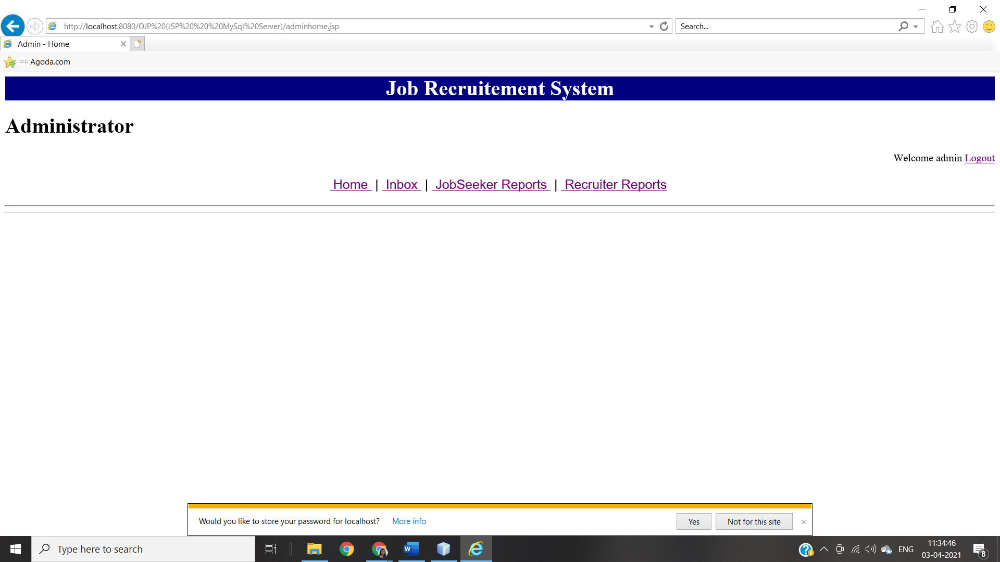 http://localhost:8080/OJP%20(JSP%20%20%20MySql%20Server)/adminhome.jsp
Search...
Admin - Home
Agoda.com
Job Recruitement System
Administrator
Welcome admin Logout
Home | Inbox | JobSeeker Reports | Recruiter Reports
Would you like to store your password for localhost? More info Yes Not for this site
Type here to search
ENG
11:34:46
03-04-2021
8